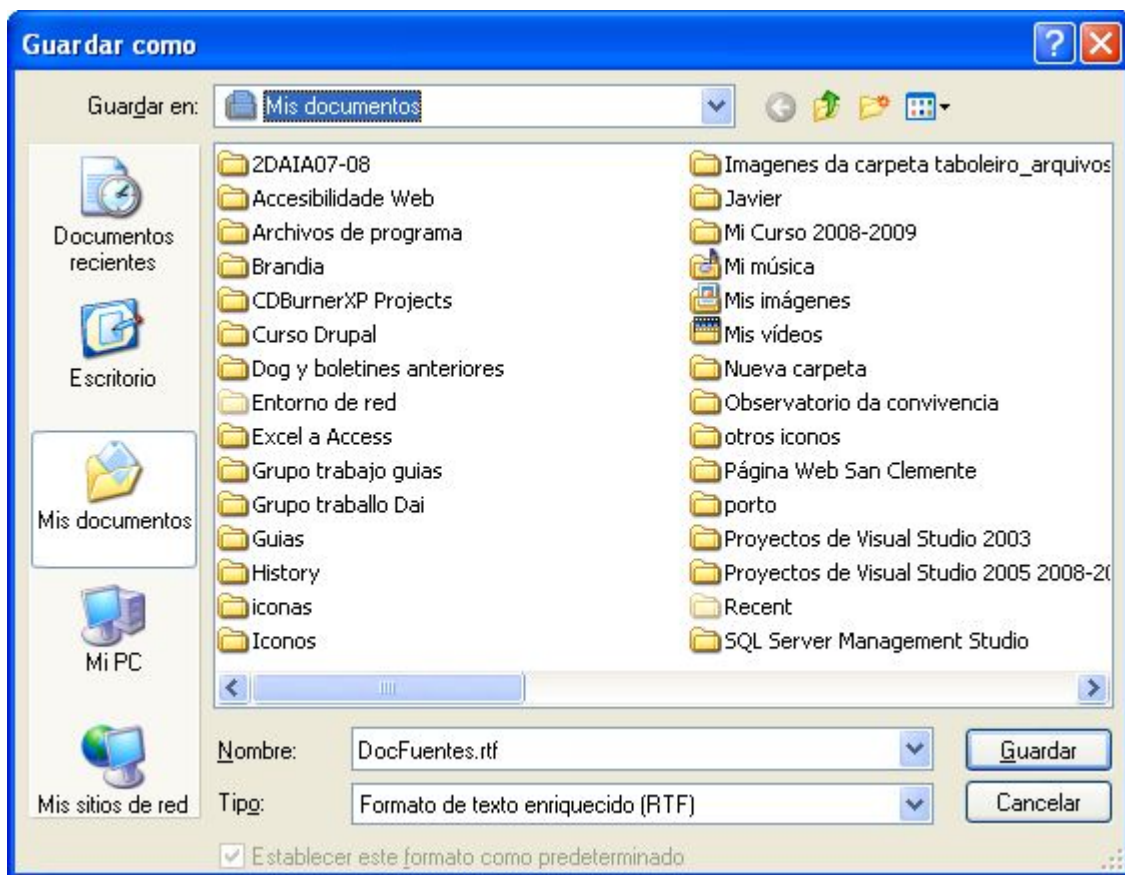 Guardar como
Guardar en:
Mis documentos
Documentos
recientes
Escritorio
Mis documentos
Mi PC
Mis sitios de red
2DAIA07-08
Accesibilidade Web
Archivos de programa
Brandia
CDBurnerXP Projects
Curso Drupal
Dog y boletines anteriores
Entorno de red
Excel a Access
Grupo trabajo guias
Grupo traballo Dai
Guias
History
iconas
Iconos
Imagenes da carpeta taboleiro_arquivos
Javier
Mi Curso 2008-2009
Mi música
Mis imágenes
Mis vídeos
Nueva carpeta
Observatorio da convivencia
otros iconos
Página Web San Clemente
porto
Proyectos de Visual Studio 2003
Proyectos de Visual Studio 2005 2008-20
Recent
SQL Server Management Studio
Nombre:
DocFuentes.rtf
Guardar
Tipo:
Formato de texto enriquecido (RTF)
Cancelar
Establecer este formato como predeterminado